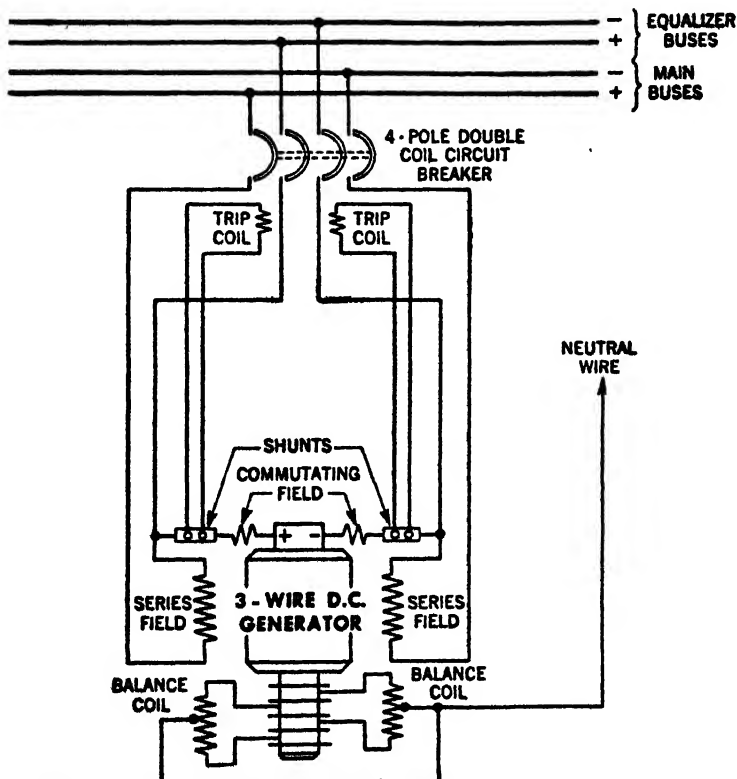 − EQUALIZER
+ BUSES
− MAIN
+ BUSES
4 - POLE DOUBLE
COIL CIRCUIT
BREAKER
TRIP
COIL
TRIP
COIL
NEUTRAL
WIRE
SHUNTS
COMMUTATING
FIELD
+ −
SERIES
FIELD
3 - WIRE D.C.
GENERATOR
SERIES
FIELD
BALANCE
COIL
BALANCE
COIL